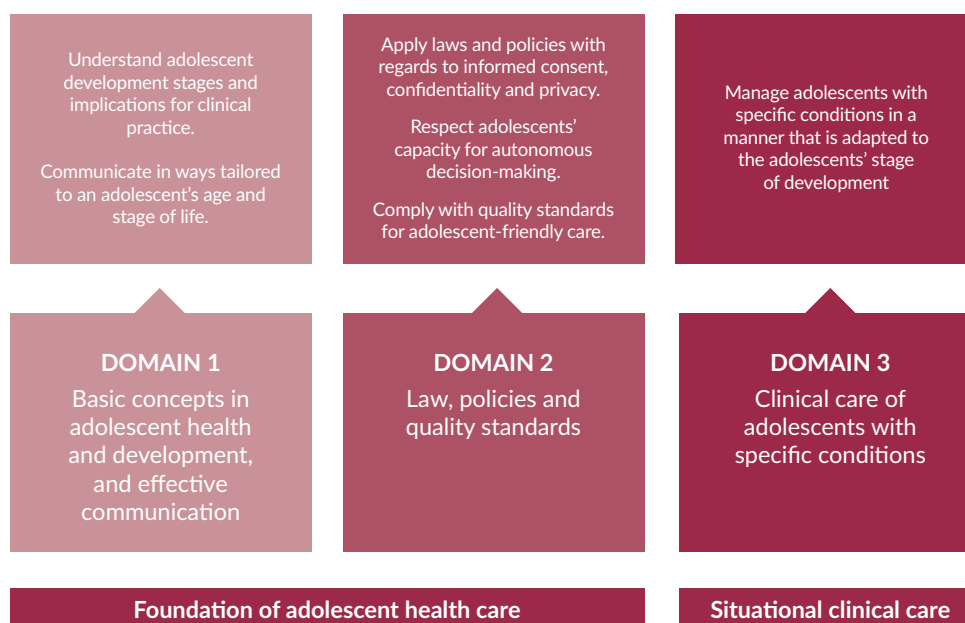 Understand adolescent
development stages and
implications for clinical
practice.
Communicate in ways tailored
to an adolescent's age and
stage of life.
Apply laws and policies with
regards to informed consent,
confidentiality and privacy.
Respect adolescents'
capacity for autonomous
decision-making.
Comply with quality standards
for adolescent-friendly care.
Manage adolescents with
specific conditions in a
manner that is adapted to
the adolescents' stage
of development
DOMAIN 1
Basic concepts in
adolescent health
and development,
and effective
communication
DOMAIN 2
Law, policies and
quality standards
DOMAIN 3
Clinical care of
adolescents with
specific conditions
Foundation of adolescent health care
Situational clinical care